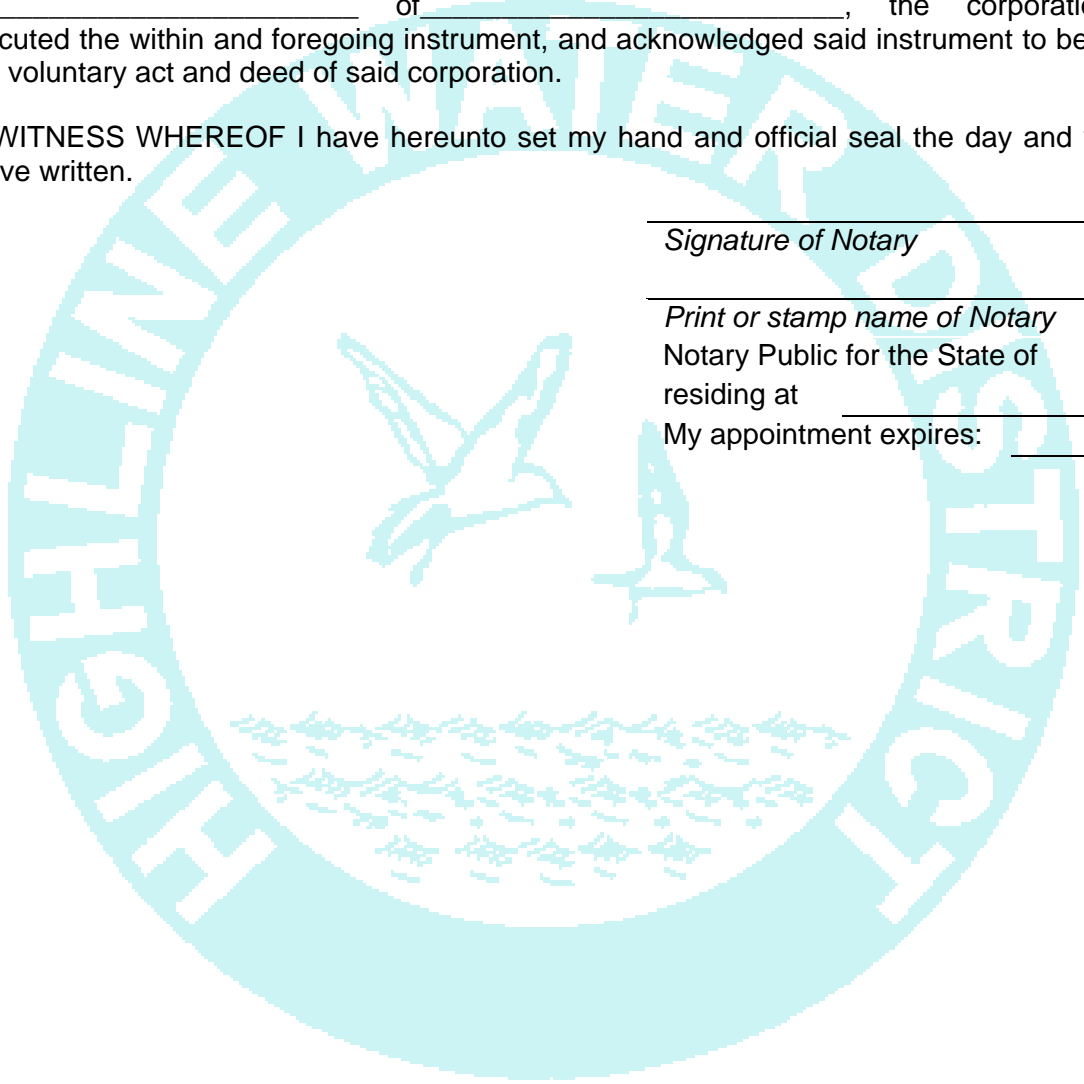 ______________________ of__________________________, the corporati
cuted the within and foregoing instrument, and acknowledged said instrument to be
voluntary act and deed of said corporation.
WITNESS WHEREOF I have hereunto set my hand and official seal the day and
ve written.
Signature of Notary
Print or stamp name of Notary
Notary Public for the State of
residing at
My appointment expires:
HIGHLINE WATER DISTRICT